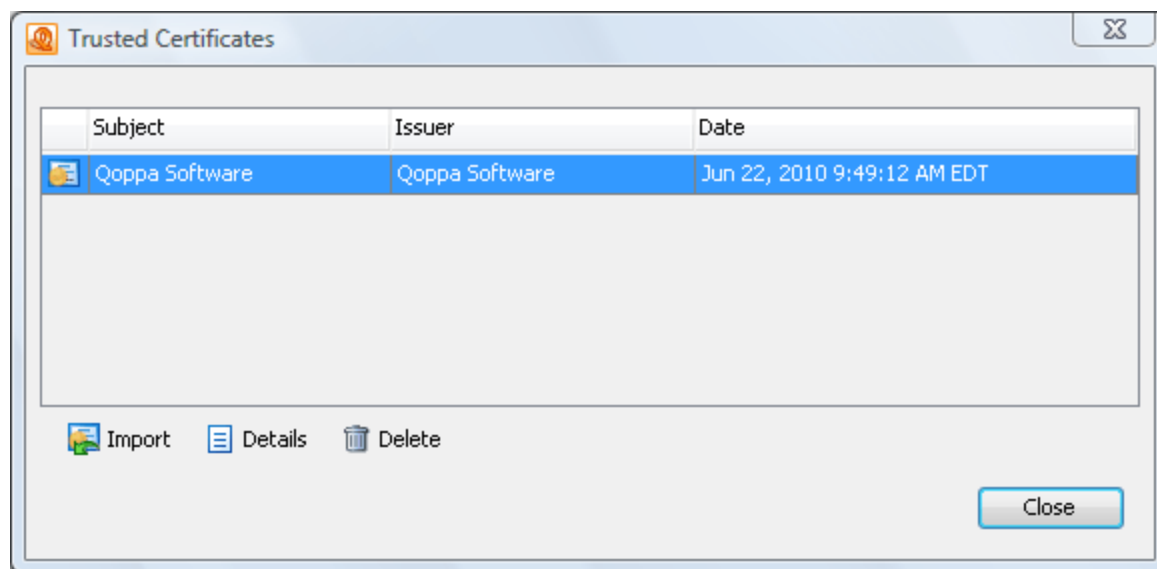 Trusted Certificates
Subject Issuer Date
Qoppa Software Qoppa Software Jun 22, 2010 9:49:12 AM EDT
Import Details Delete
Close